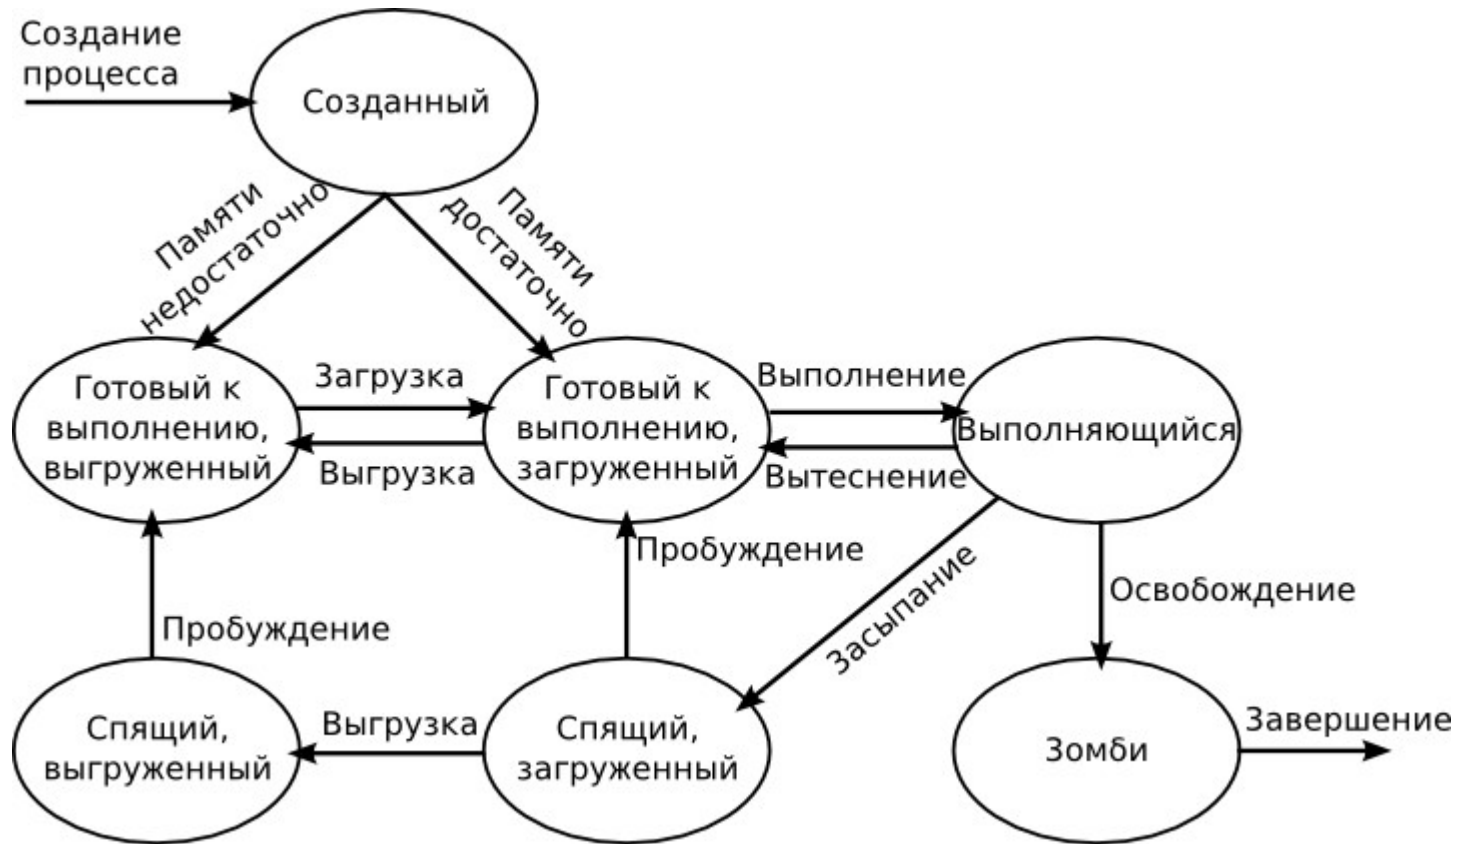 Создание
процесса
Созданный
Памяти
недостаточно
Памяти
достаточно
Готовый к
выполнению,
выгруженный
Загрузка
Выгрузка
Готовый к
выполнению,
загруженный
Выполнение
Вытеснение
Выполняющийся
Пробуждение
Пробуждение
Засыпание
Освобождение
Спящий,
выгруженный
Выгрузка
Спящий,
загруженный
Зомби
Завершение